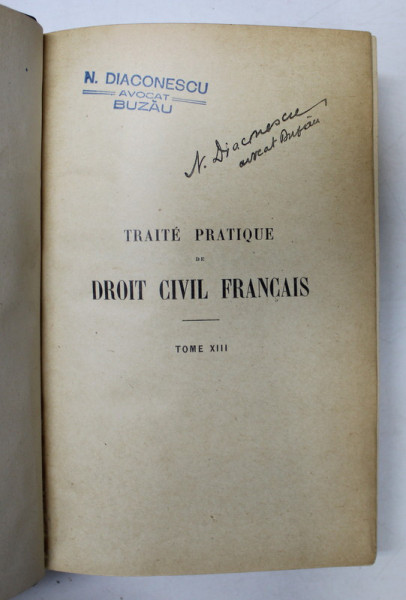 N. DIACONESCU
AVOCAT
BUZĂU
N. Diaconescu
avocat Buzău
TRAITÉ PRATIQUE
DE
DROIT CIVIL FRANÇAIS
TOME XIII